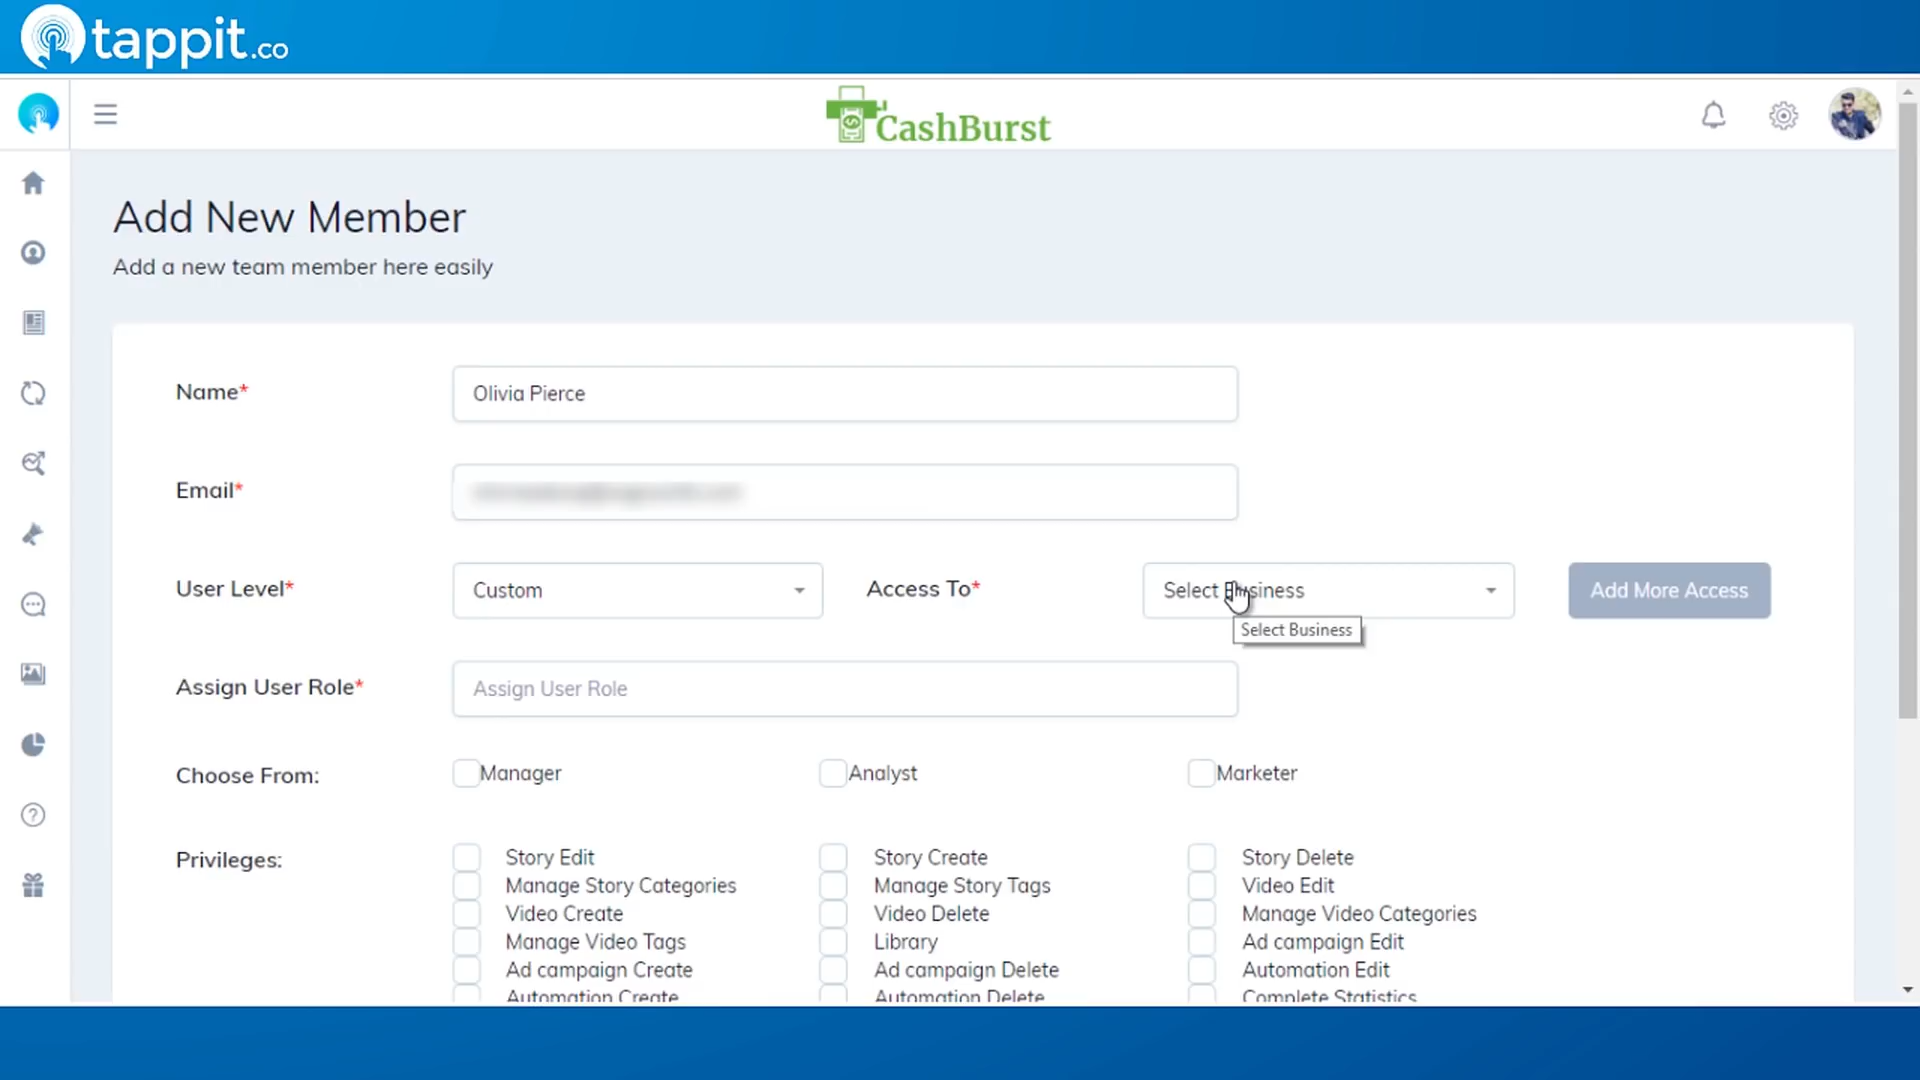 tappit.co
CashBurst
Add New Member
Add a new team member here easily
Name* Olivia Pierce
Email*
User Level* Custom Access To* Select Business Add More Access
Select Business
Assign User Role* Assign User Role
Choose From: Manager Analyst Marketer
Privileges: Story Edit Story Create Story Delete
Manage Story Categories Manage Story Tags Video Edit
Video Create Video Delete Manage Video Categories
Manage Video Tags Library Ad campaign Edit
Ad campaign Create Ad campaign Delete Automation Edit
Automation Create Automation Delete Complete Statistics